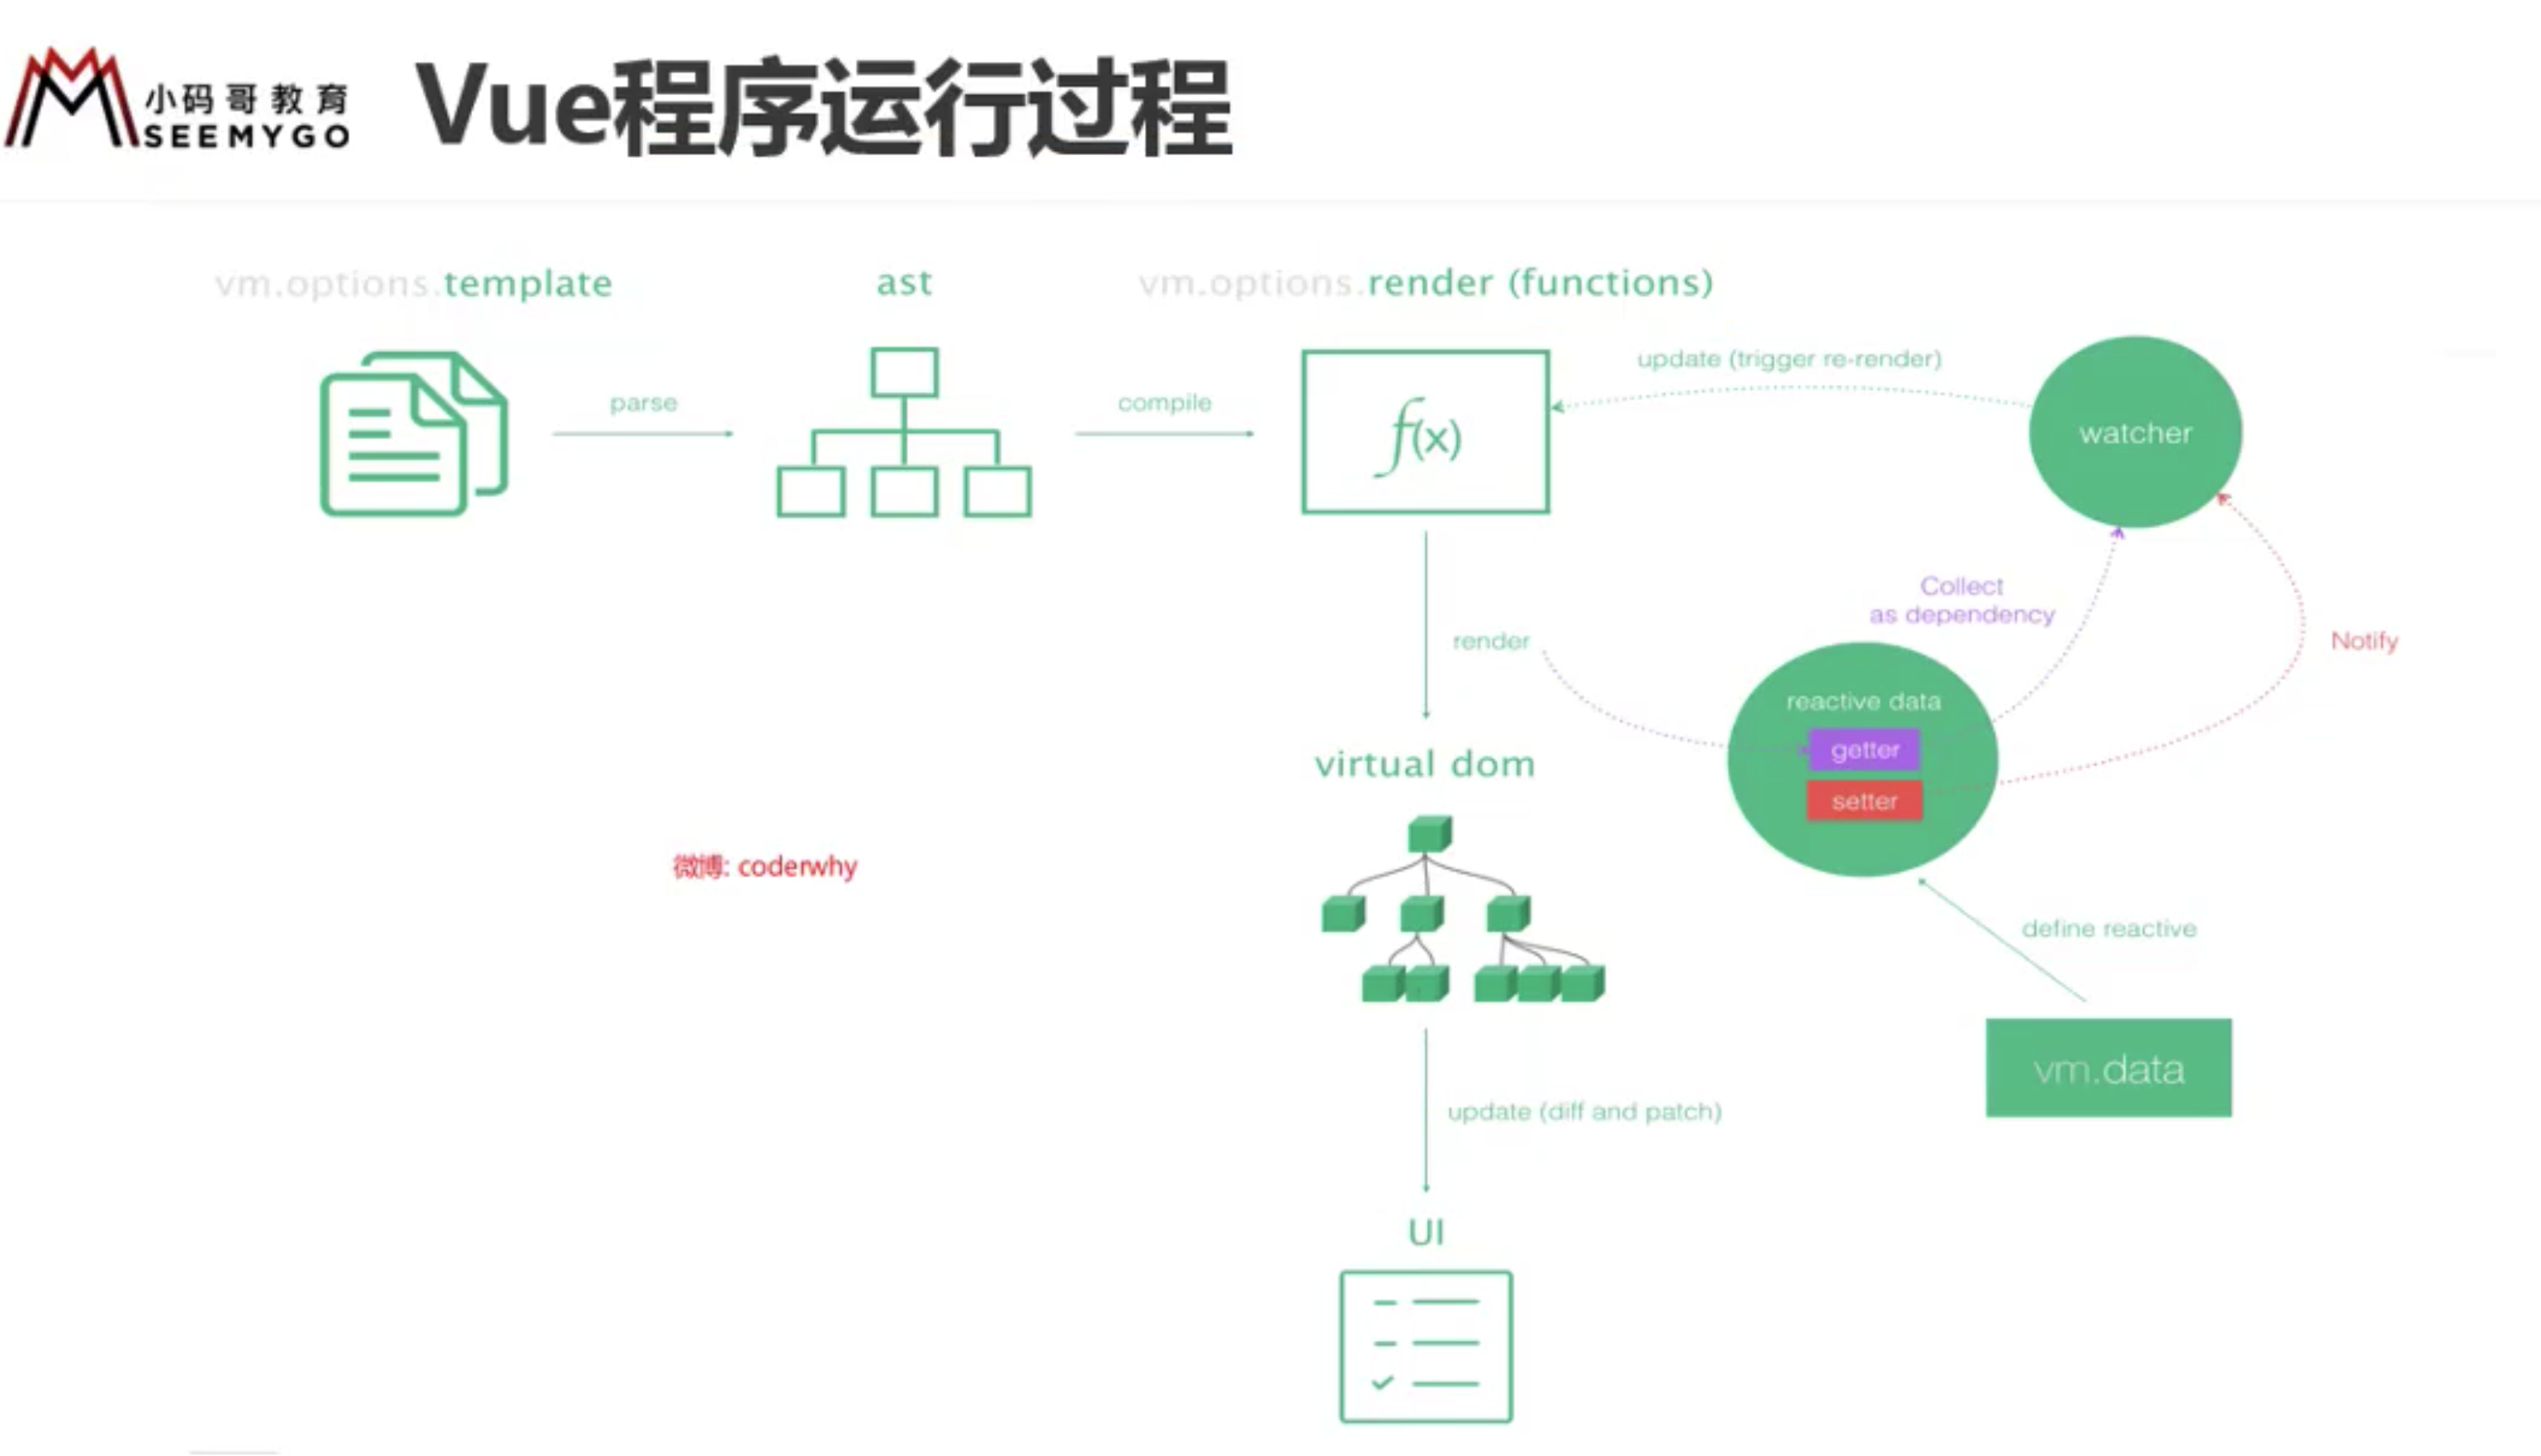 小码哥教育
SEEMYGO
Vue程序运行过程
vm.options.template
ast
vm.options.render (functions)
parse
compile
f(x)
update (trigger re-render)
watcher
Collect
as dependency
Notify
render
reactive data
getter
setter
virtual dom
微博: coderwhy
define reactive
vm.data
update (diff and patch)
UI